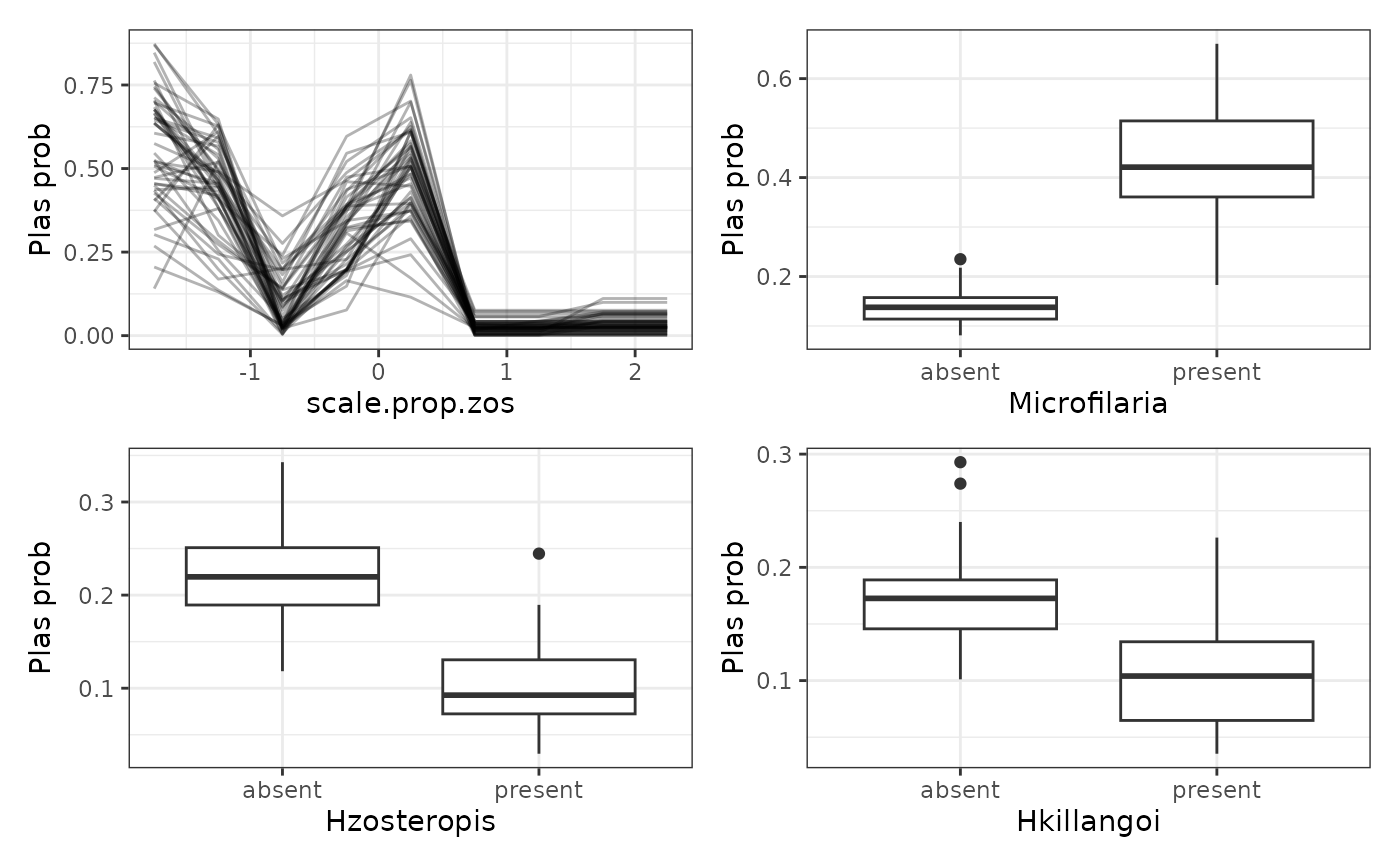 Plas prob
0.75
0.50
0.25
0.00
-1 0 1 2
scale.prop.zos
Plas prob
0.6
0.4
0.2
absent present
Microfilaria
Plas prob
0.3
0.2
0.1
absent present
Hzosteropis
Plas prob
0.3
0.2
0.1
absent present
Hkillangoi